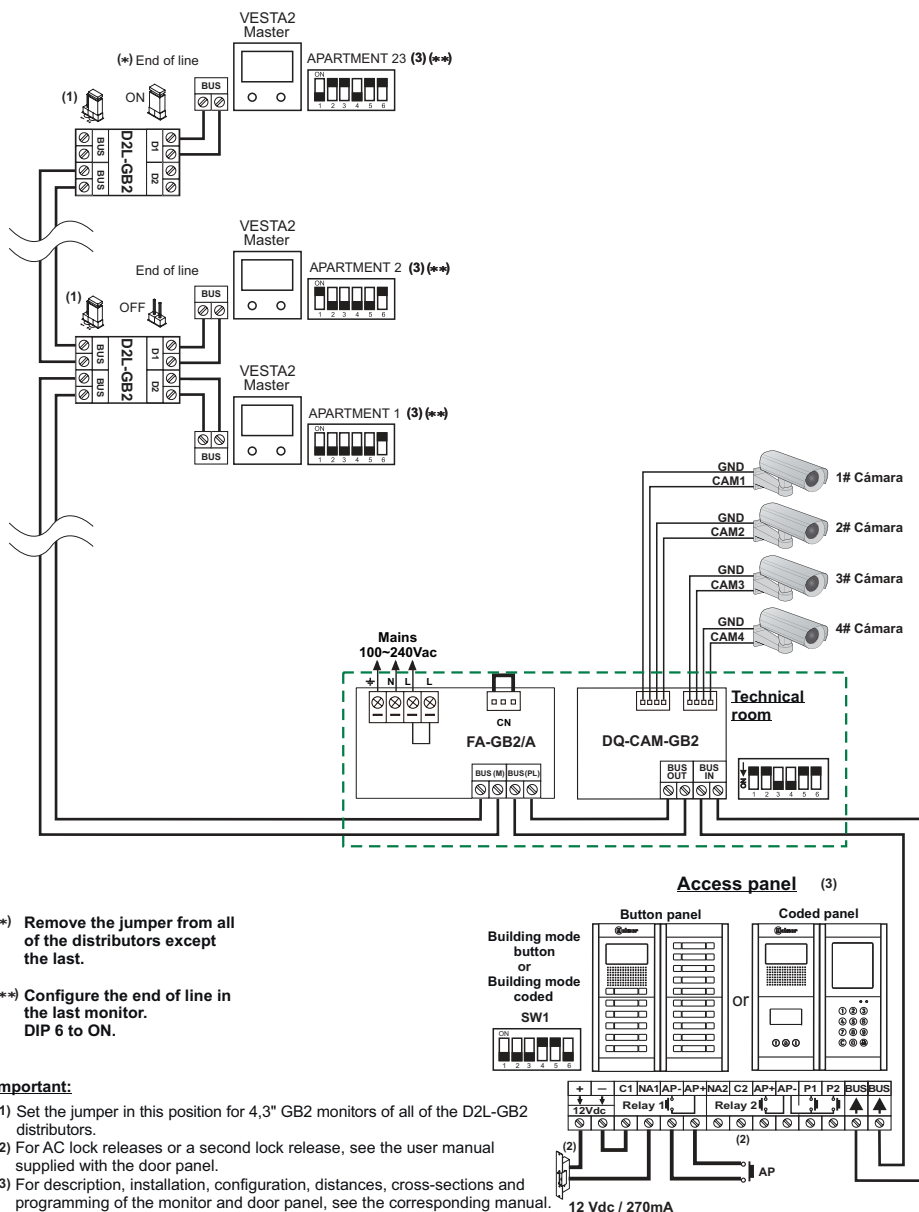 VESTA2
Master
(*) End of line
APARTMENT 23 (3) (**)
BUS
ON
1 2 3 4 5 6
(1)
ON
BUS
BUS
D2L-GB2
D1
D2
VESTA2
Master
End of line
APARTMENT 2 (3) (**)
BUS
ON
1 2 3 4 5 6
(1)
OFF
BUS
BUS
D2L-GB2
D1
D2
VESTA2
Master
APARTMENT 1 (3) (**)
ON
1 2 3 4 5 6
BUS
GND
CAM1
1# Cámara
GND
CAM2
2# Cámara
GND
CAM3
3# Cámara
GND
CAM4
4# Cámara
Mains
100~240Vac
N L L
CN
FA-GB2/A
BUS (M) BUS(PL)
DQ-CAM-GB2
BUS OUT
BUS IN
Technical
room
ON
1 2 3 4 5 6
Access panel (3)
*) Remove the jumper from all
of the distributors except
the last.
**) Configure the end of line in
the last monitor.
DIP 6 to ON.
Building mode
button
or
Building mode
coded
SW1
ON
1 2 3 4 5 6
Button panel
or
Coded panel
1 2 3
4 5 6
7 8 9
+ – C1 NA1 AP- AP+ NA2 C2 AP+ AP- P1 P2 BUS BUS
12Vdc
Relay 1
Relay 2
(2)
(2)
AP
12 Vdc / 270mA
mportant:
1) Set the jumper in this position for 4,3" GB2 monitors of all of the D2L-GB2
distributors.
2) For AC lock releases or a second lock release, see the user manual
supplied with the door panel.
3) For description, installation, configuration, distances, cross-sections and
programming of the monitor and door panel, see the corresponding manual.